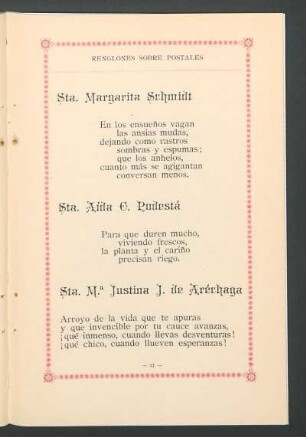 RENGLONES SOBRE POSTALES
Sta. Margarita Schmidt
En los ensueños vagan
las ansias mudas,
dejando como rastros
sombras y espumas;
que los anhelos,
cuanto más se agigantan
conversan menos.
Sta. Aída C. Pudestá
Para que duren mucho,
viviendo frescos,
la planta y el cariño
precisan riego.
Sta. M.ª Justina J. de Aréchaga
Arroyo de la vida que te apuras
y que invencible por tu cauce avanzas,
¡qué inmenso, cuando llevas desventuras!
¡qué chico, cuando llueven esperanzas!